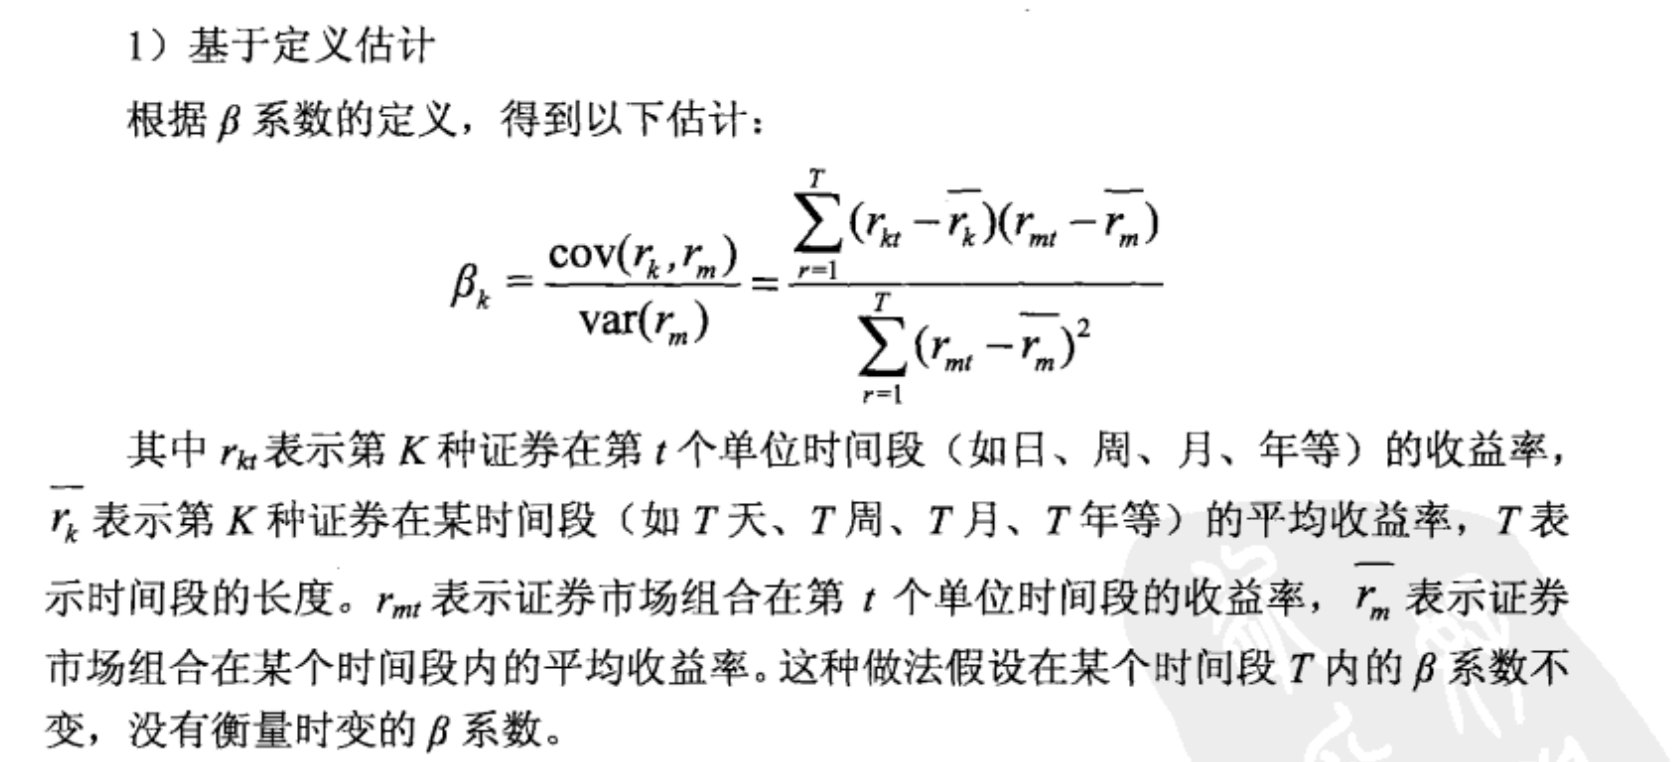 1）基于定义估计
根据 β 系数的定义，得到以下估计：
β_k = \frac{cov(r_k, r_m)}{var(r_m)} = \frac{\sum_{r=1}^{T}(r_{kt} - \overline{r_k})(r_{mt} - \overline{r_m})}{\sum_{r=1}^{T}(r_{mt} - \overline{r_m})^2}
其中 r_{kt} 表示第 K 种证券在第 t 个单位时间段（如日、周、月、年等）的收益率，
\overline{r_k} 表示第 K 种证券在某时间段（如 T 天、T 周、T 月、T 年等）的平均收益率，T 表
示时间段的长度。r_{mt} 表示证券市场组合在第 t 个单位时间段的收益率，\overline{r_m} 表示证券
市场组合在某个时间段内的平均收益率。这种做法假设在某个时间段 T 内的 β 系数不
变，没有衡量时变的 β 系数。